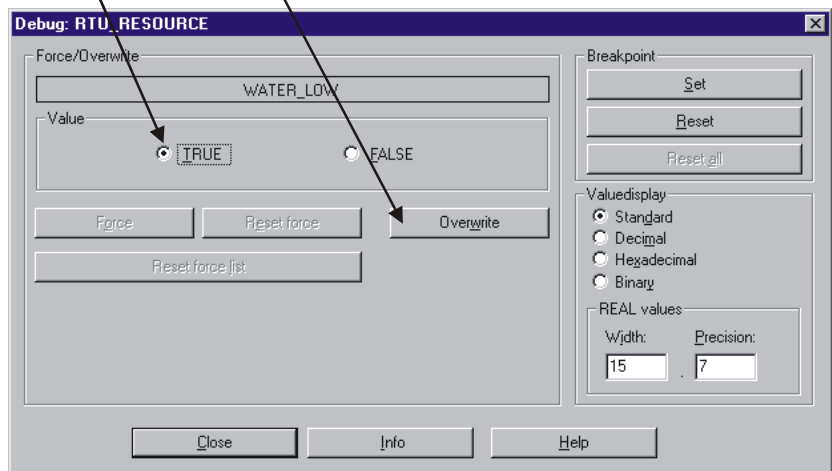 Debug: RTU_RESOURCE
Force/Overwrite
WATER_LOW
Value
TRUE
FALSE
Force
Reset force
Overwrite
Reset force list
Breakpoint
Set
Reset
Reset all
Valuedisplay
Standard
Decimal
Hexadecimal
Binary
REAL values
Width: Precision:
15 . 7
Close Info Help